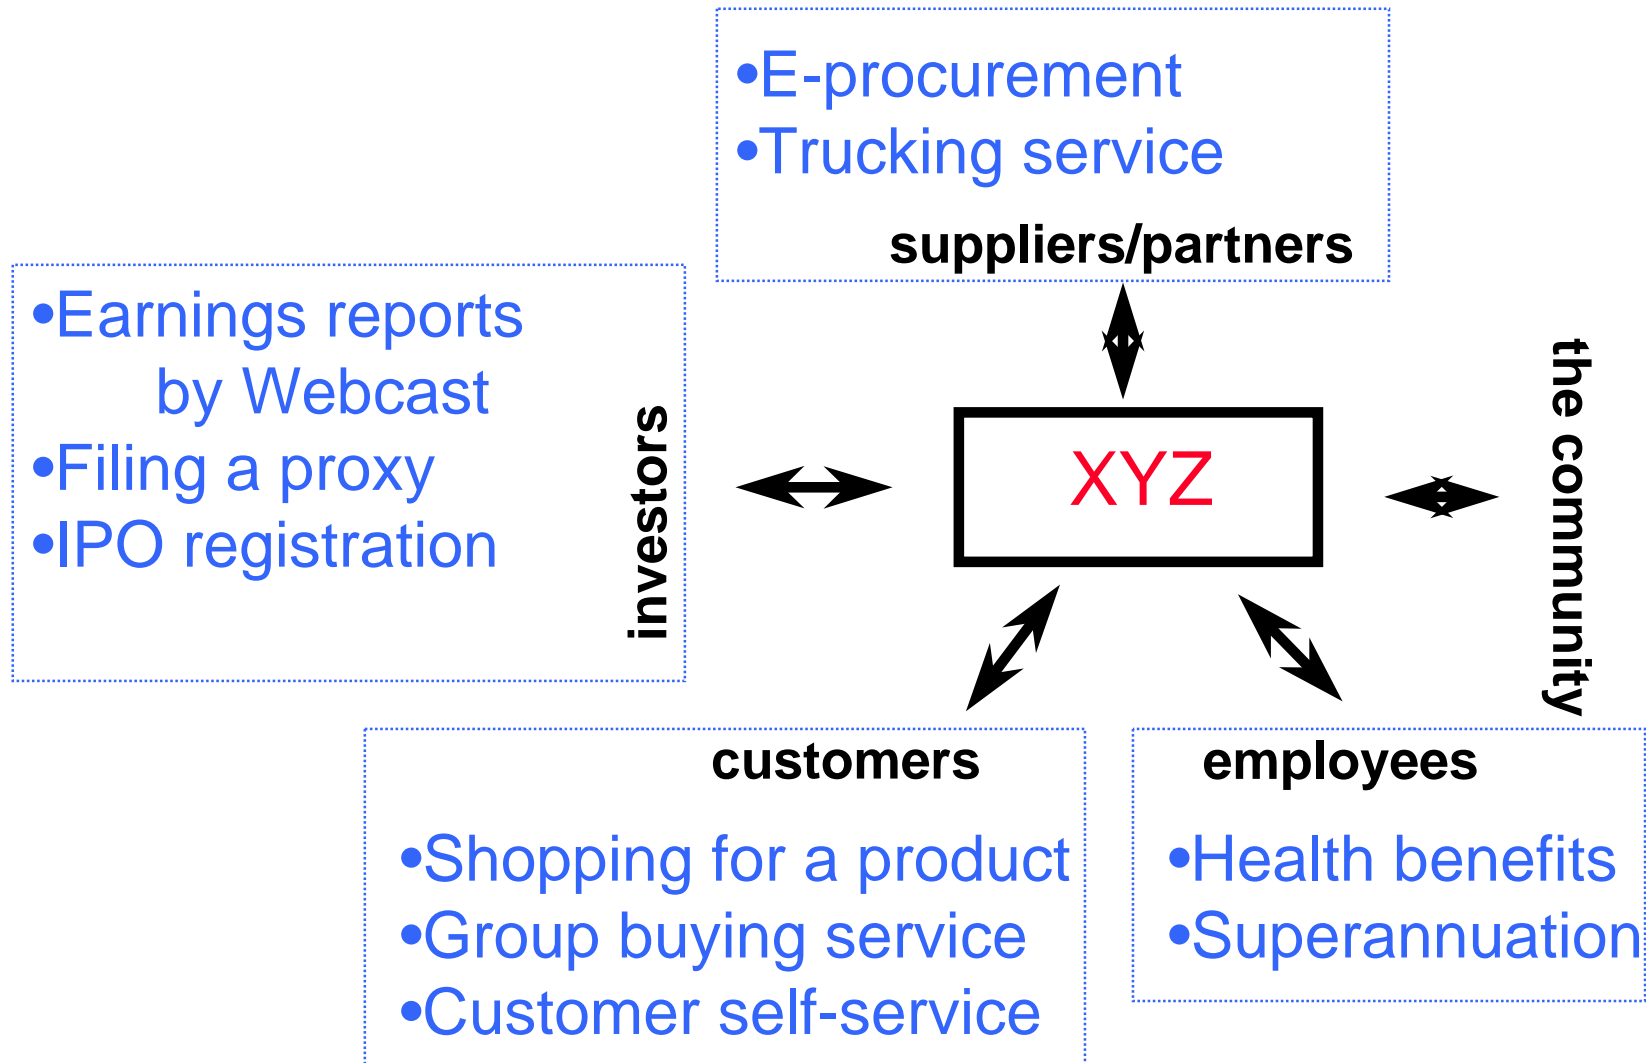 •E-procurement
•Trucking service
suppliers/partners
•Earnings reports
by Webcast
•Filing a proxy
•IPO registration
investors
XYZ
the community
customers
•Shopping for a product
•Group buying service
•Customer self-service
employees
•Health benefits
•Superannuation